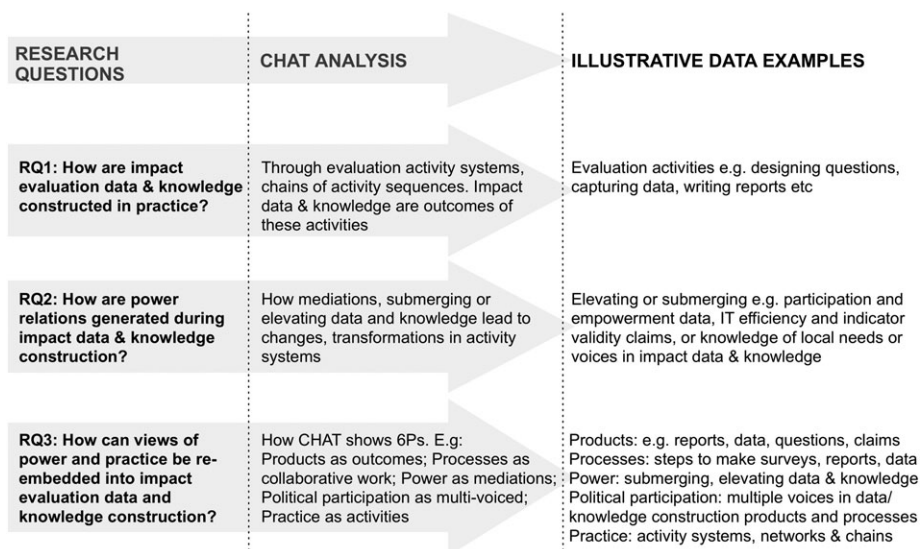 RESEARCH
QUESTIONS
CHAT ANALYSIS
ILLUSTRATIVE DATA EXAMPLES
RQ1: How are impact
evaluation data & knowledge
constructed in practice?
Through evaluation activity systems,
chains of activity sequences. Impact
data & knowledge are outcomes of
these activities
Evaluation activities e.g. designing questions,
capturing data, writing reports etc
RQ2: How are power
relations generated during
impact data & knowledge
construction?
How mediations, submerging or
elevating data and knowledge lead to
changes, transformations in activity
systems
Elevating or submerging e.g. participation and
empowerment data, IT efficiency and indicator
validity claims, or knowledge of local needs or
voices in impact data & knowledge
RQ3: How can views of
power and practice be re-
embedded into impact
evaluation data and
knowledge construction?
How CHAT shows 6Ps. E.g:
Products as outcomes; Processes as
collaborative work; Power as mediations;
Political participation as multi-voiced;
Practice as activities
Products: e.g. reports, data, questions, claims
Processes: steps to make surveys, reports, data
Power: submerging, elevating data & knowledge
Political participation: multiple voices in data/
knowledge construction products and processes
Practice: activity systems, networks & chains